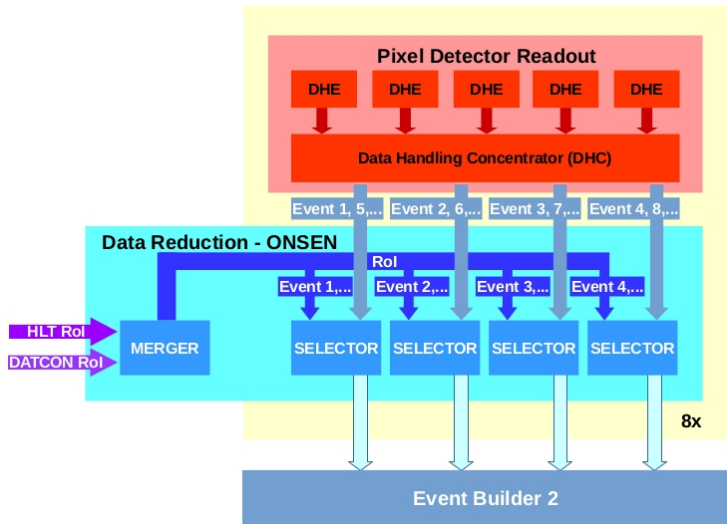 Pixel Detector Readout
DHE DHE DHE DHE DHE
Data Handling Concentrator (DHC)
Event 1, 5,... Event 2, 6,... Event 3, 7,... Event 4, 8,...
Data Reduction - ONSEN
RoI
Event 1,... Event 2,... Event 3,... Event 4,...
HLT RoI
MERGER SELECTOR SELECTOR SELECTOR SELECTOR
DATCON RoI
8x
Event Builder 2